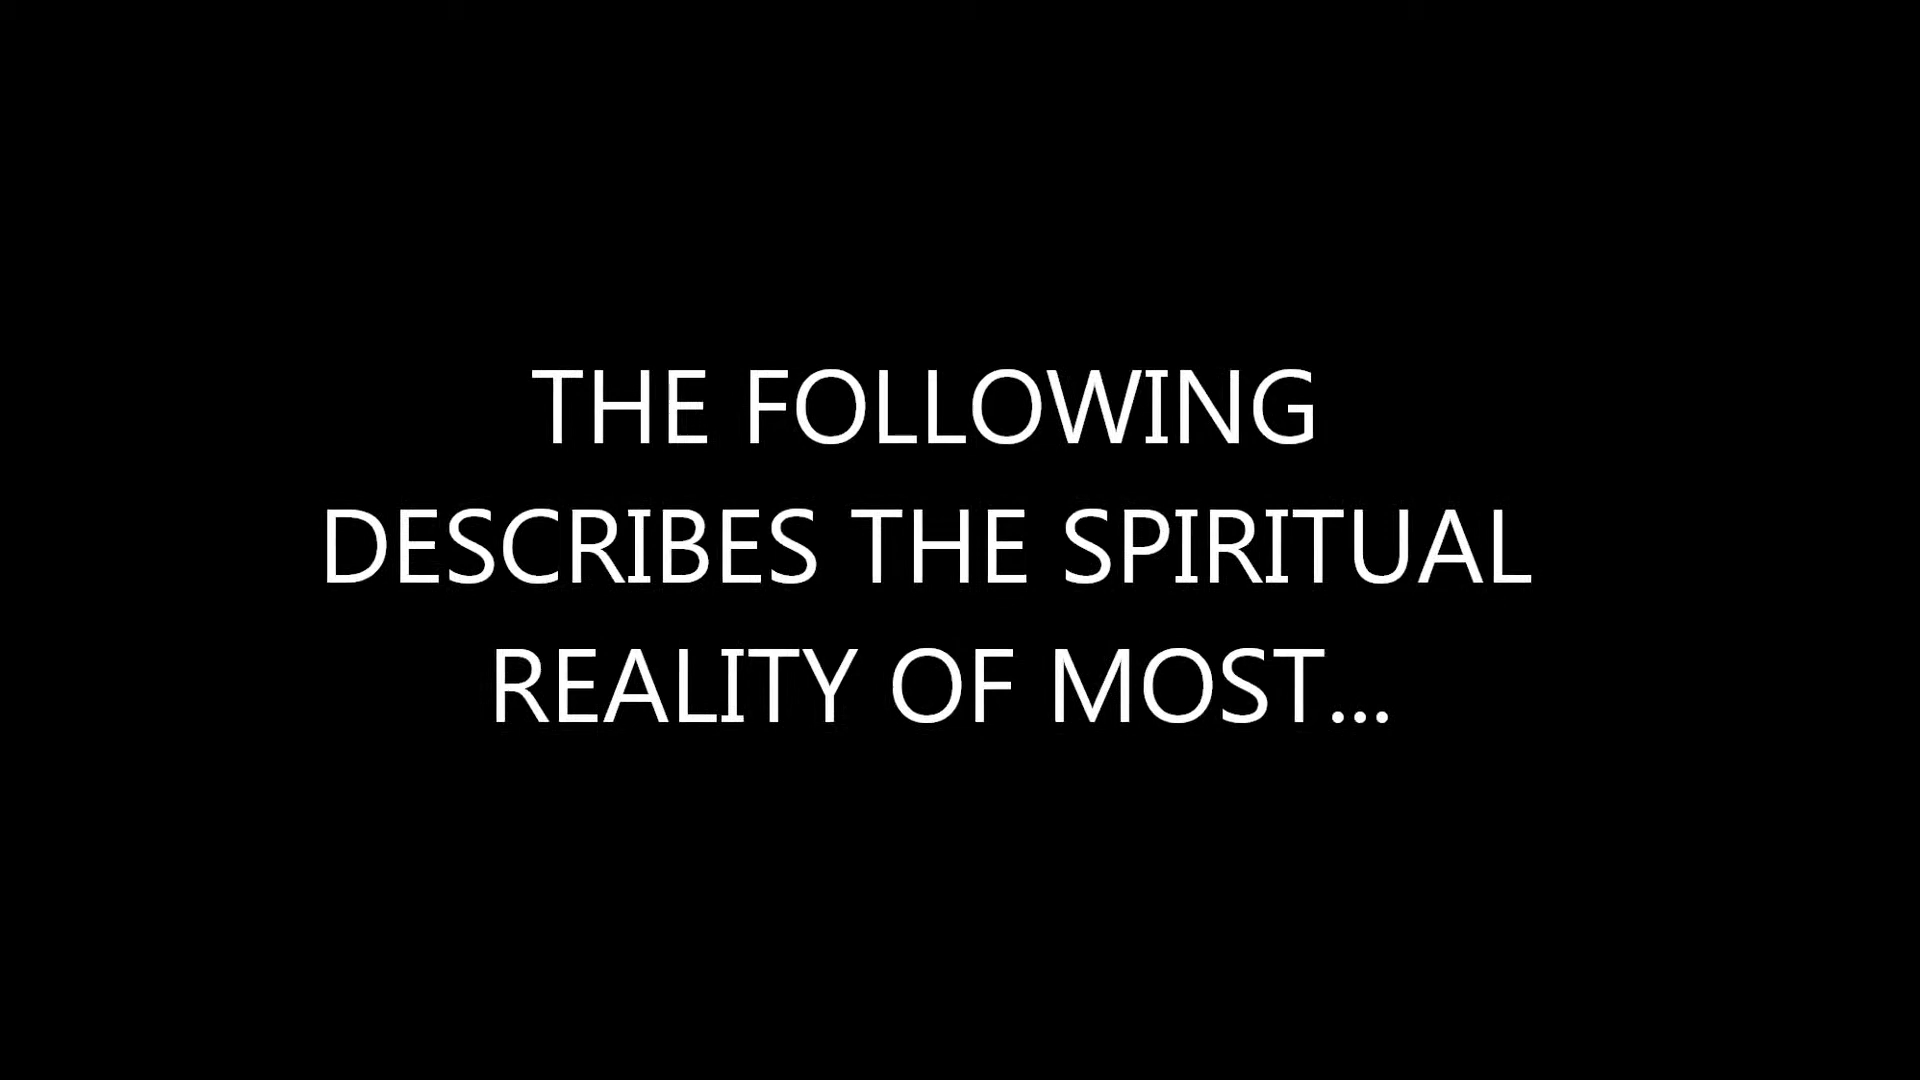 THE FOLLOWING
DESCRIBES THE SPIRITUAL
REALITY OF MOST...